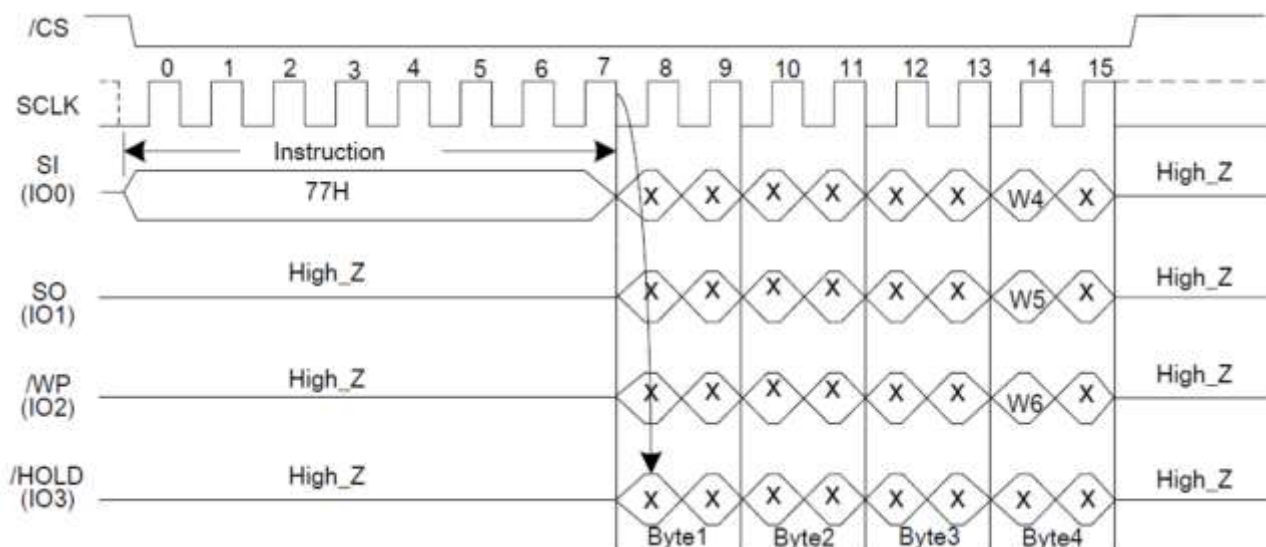 /CS
0 1 2 3 4 5 6 7 8 9 10 11 12 13 14 15
SCLK
Instruction
SI
(IO0)
77H
X X X X X X W4 X
High_Z
SO
(IO1)
High_Z
X X X X X X W5 X
High_Z
/WP
(IO2)
High_Z
X X X X X X W6 X
High_Z
/HOLD
(IO3)
High_Z
X X X X X X X X
High_Z
Byte1 Byte2 Byte3 Byte4